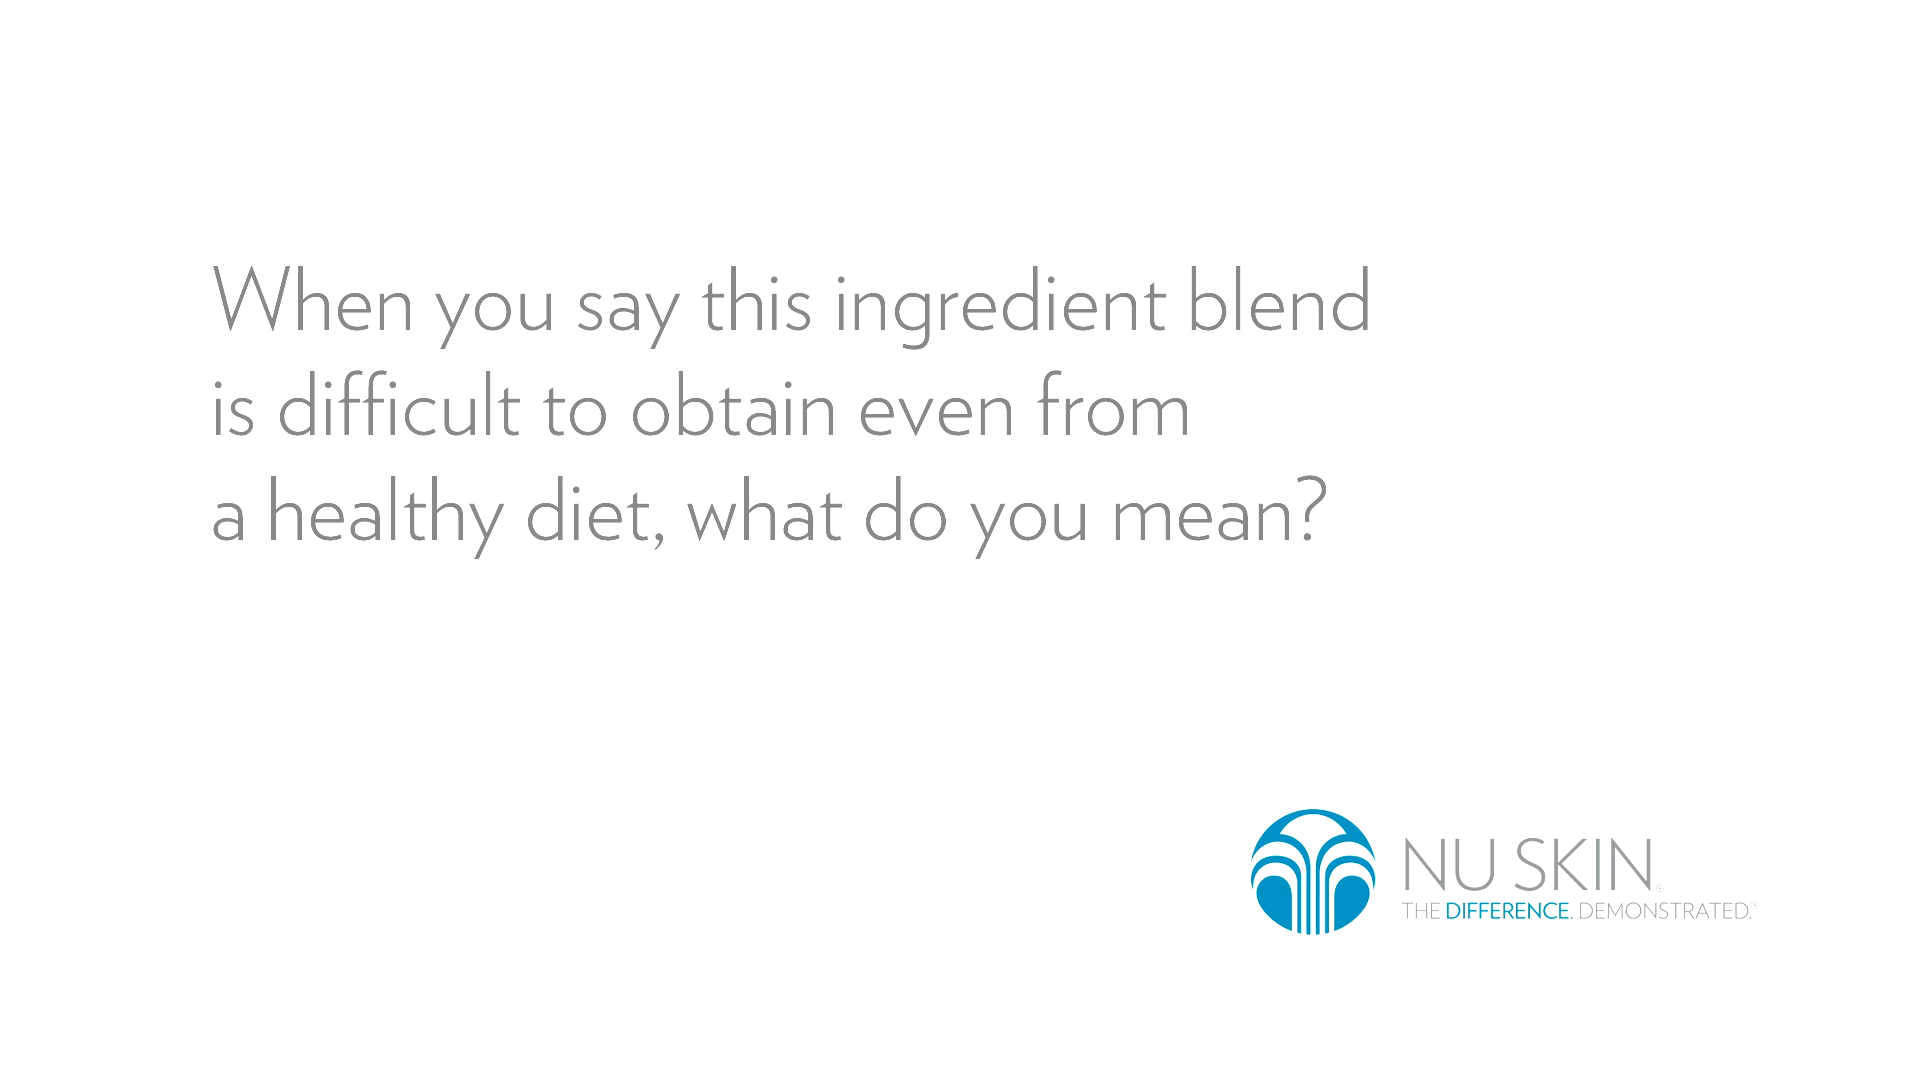 When you say this ingredient blend
is difficult to obtain even from
a healthy diet, what do you mean?
NU SKIN®
THE DIFFERENCE. DEMONSTRATED.®